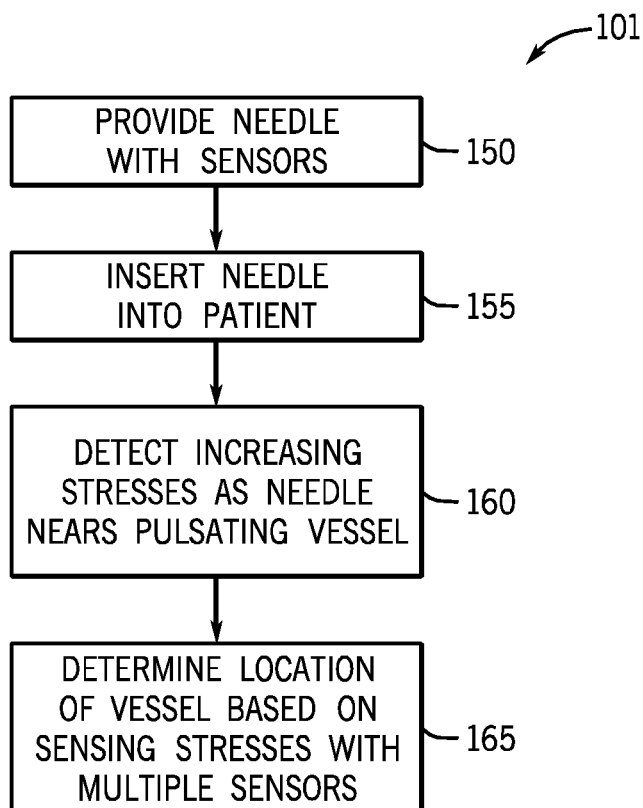 101
PROVIDE NEEDLE
WITH SENSORS
150
INSERT NEEDLE
INTO PATIENT
155
DETECT INCREASING
STRESSES AS NEEDLE
NEARS PULSATING VESSEL
160
DETERMINE LOCATION
OF VESSEL BASED ON
SENSING STRESSES WITH
MULTIPLE SENSORS
165